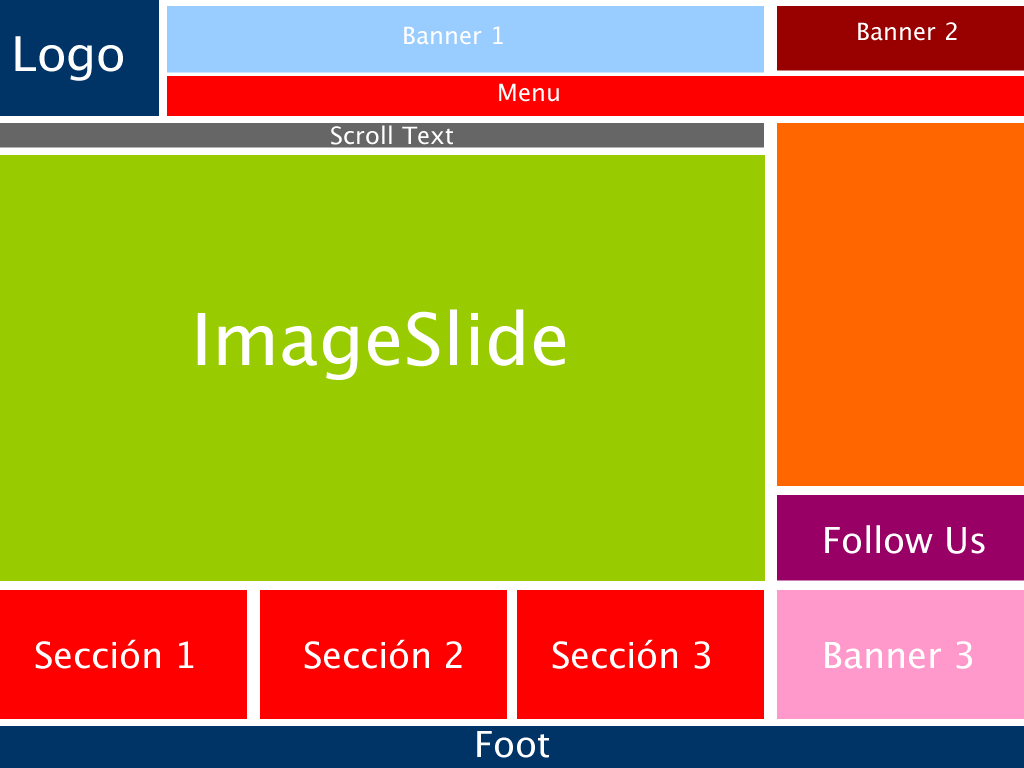 Logo
Banner 1
Banner 2
Menu
Scroll Text
ImageSlide
Follow Us
Sección 1
Sección 2
Sección 3
Banner 3
Foot